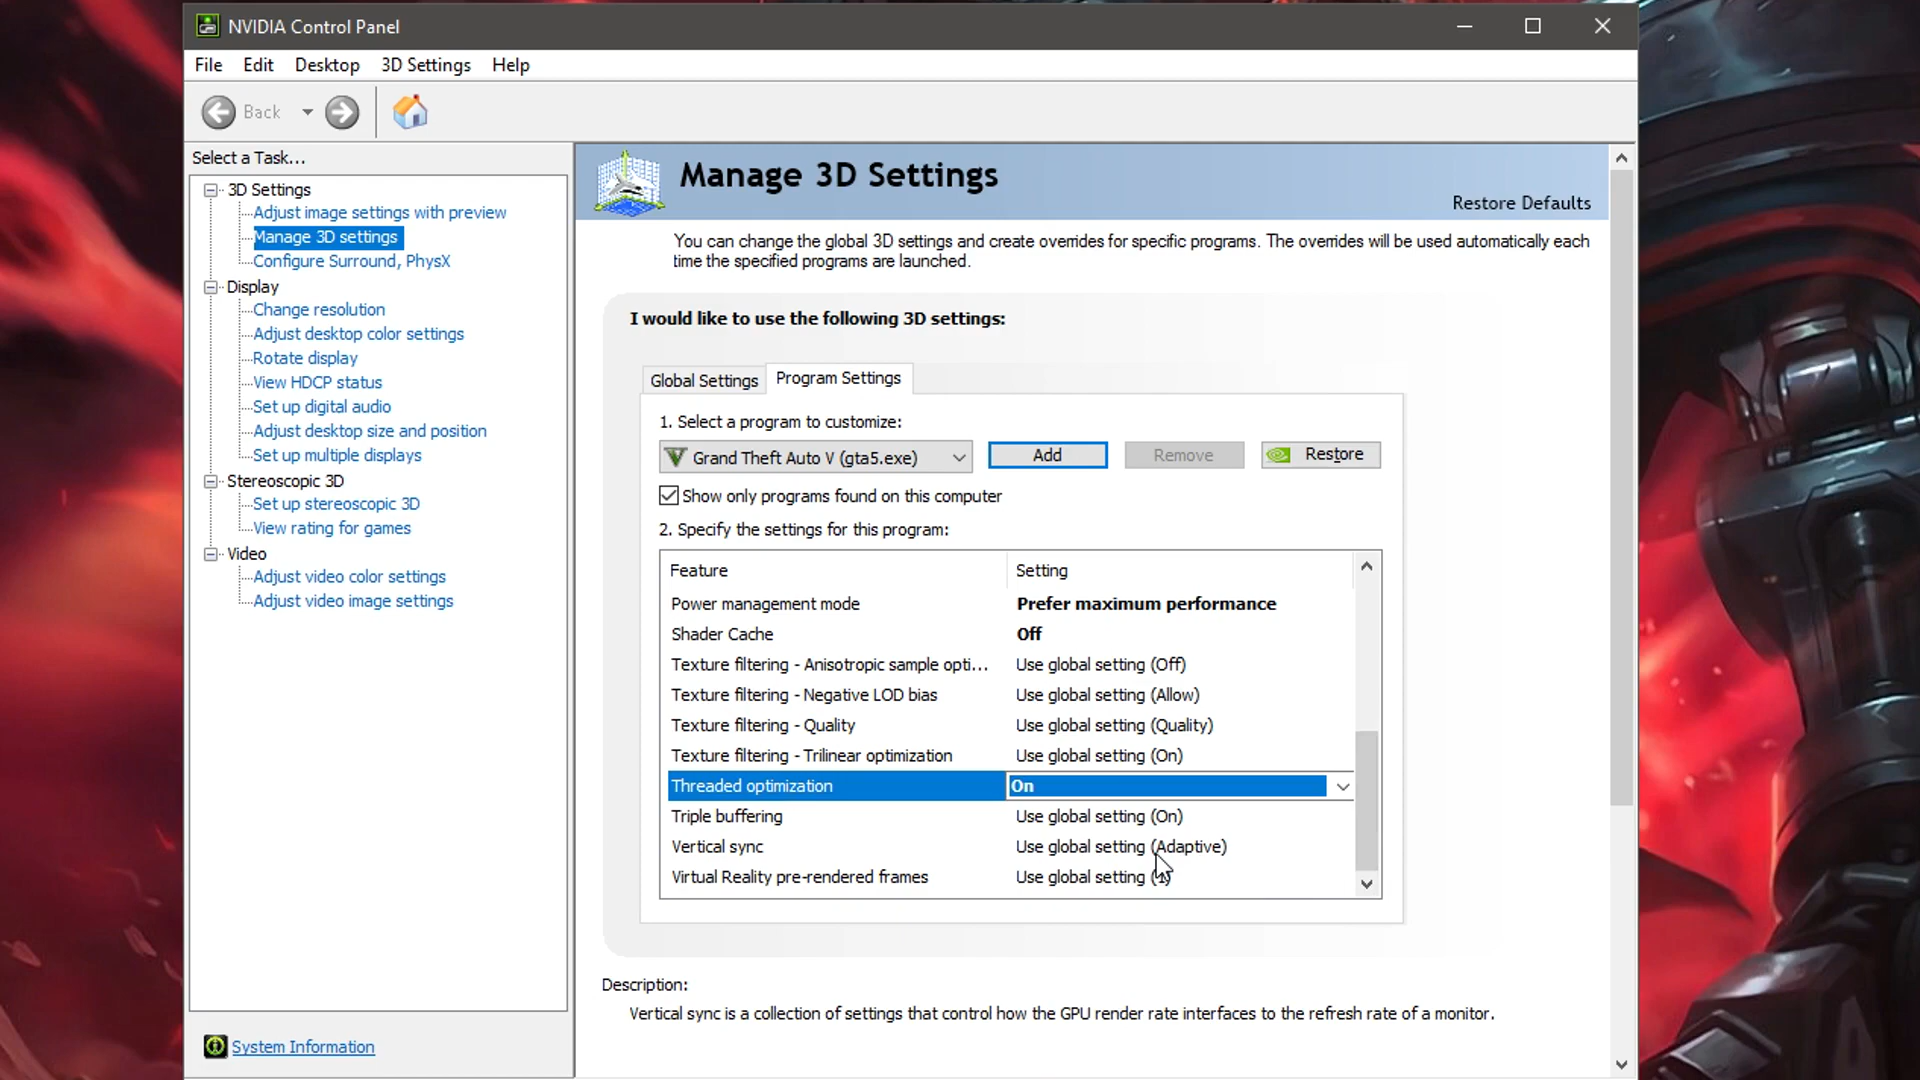 NVIDIA Control Panel
File Edit Desktop 3D Settings Help
Back
Select a Task...
3D Settings
Adjust image settings with preview
Manage 3D settings
Configure Surround, PhysX
Display
Change resolution
Adjust desktop color settings
Rotate display
View HDCP status
Set up digital audio
Adjust desktop size and position
Set up multiple displays
Stereoscopic 3D
Set up stereoscopic 3D
View rating for games
Video
Adjust video color settings
Adjust video image settings
System Information
Manage 3D Settings
Restore Defaults
You can change the global 3D settings and create overrides for specific programs. The overrides will be used automatically each
time the specified programs are launched.
I would like to use the following 3D settings:
Global Settings Program Settings
1. Select a program to customize:
Grand Theft Auto V (gta5.exe) Add Remove Restore
Show only programs found on this computer
2. Specify the settings for this program:
Feature Setting
Power management mode Prefer maximum performance
Shader Cache Off
Texture filtering - Anisotropic sample opti... Use global setting (Off)
Texture filtering - Negative LOD bias Use global setting (Allow)
Texture filtering - Quality Use global setting (Quality)
Texture filtering - Trilinear optimization Use global setting (On)
Threaded optimization On
Triple buffering Use global setting (On)
Vertical sync Use global setting (Adaptive)
Virtual Reality pre-rendered frames Use global setting (1)
Description:
Vertical sync is a collection of settings that control how the GPU render rate interfaces to the refresh rate of a monitor.